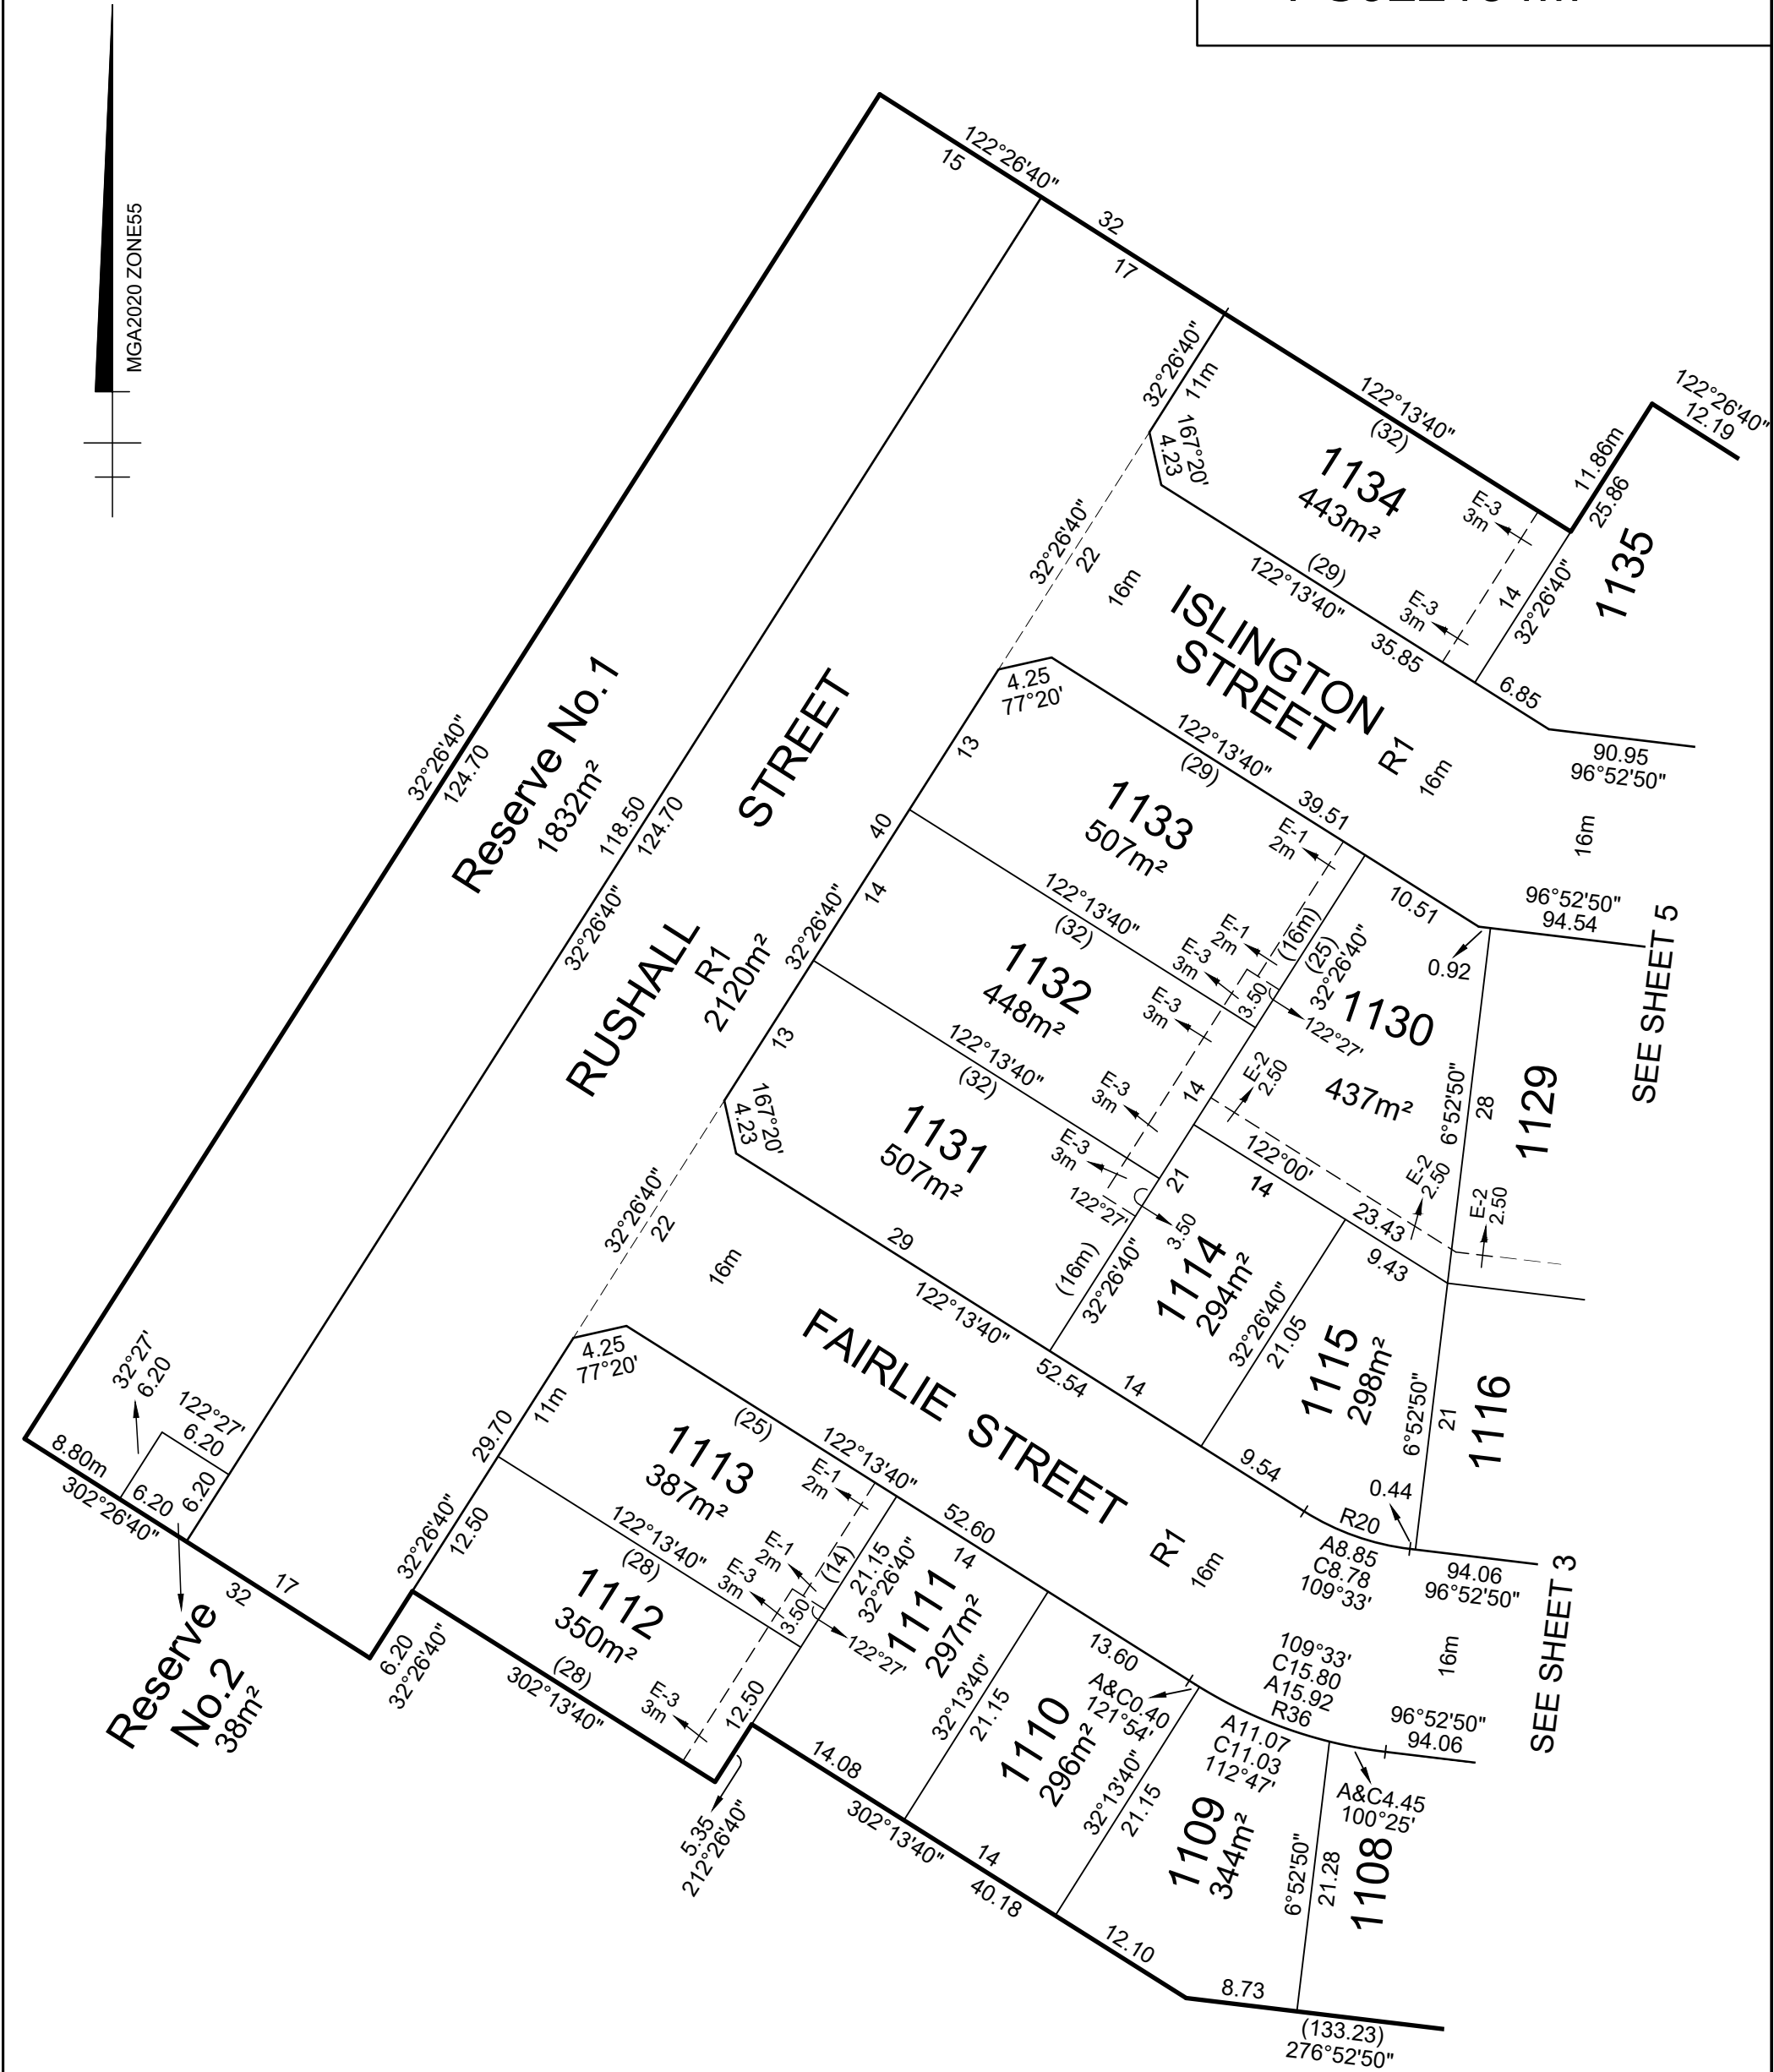 MGA2020 ZONE55
122°26'40"
15
32
17
32°26'40"
11m
167°20'
4.23
122°13'40"
(32)
1134
443m²
E-3
3m
E-3
3m
(29)
122°13'40"
35.85
14
32°26'40"
6.85
11.86m
25.86
122°26'40"
12.19
1135
90.95
96°52'50"
32°26'40"
22
16m
ISLINGTON
STREET
R1
16m
16m
96°52'50"
94.54
SEE SHEET 5
32°26'40"
124.70
Reserve No.1
1832m²
118.50
124.70
32°26'40"
RUSHALL
STREET
R1
2120m²
4.25
77°20'
13
40
14
32°26'40"
13
122°13'40"
(29)
39.51
1133
507m²
E-1
2m
10.51
0.92
122°13'40"
(32)
E-1
2m
E-3
3m
(16m)
(25)
32°26'40"
3.50
122°27'
1132
448m²
E-3
3m
1130
437m²
E-2
2.50
14
122°13'40"
(32)
E-3
3m
E-3
3m
122°27'
3.50
21
122°00'
14
23.43
9.43
E-2
2.50
E-2
2.50
6°52'50"
28
1129
167°20'
4.23
1131
507m²
29
122°13'40"
(16m)
32°26'40"
1114
294m²
32°26'40"
21.05
1115
298m²
6°52'50"
21
1116
52.54
14
9.54
0.44
R20
A8.85
C8.78
109°33'
94.06
96°52'50"
SEE SHEET 3
32°26'40"
22
16m
FAIRLIE STREET
R1
16m
16m
4.25
77°20'
11m
29.70
32°26'40"
12.50
(25)
122°13'40"
1113
387m²
E-1
2m
122°13'40"
(28)
E-1
2m
E-3
3m
(14)
3.50
122°27'
21.15
32°26'40"
52.60
14
1111
297m²
1112
350m²
(28)
302°13'40"
E-3
3m
12.50
5.35
212°26'40"
14.08
32°13'40"
21.15
13.60
A&C0.40
121°54'
1110
296m²
32°13'40"
21.15
109°33'
C15.80
A15.92
R36
A11.07
C11.03
112°47'
96°52'50"
94.06
A&C4.45
100°25'
1109
344m²
6°52'50"
21.28
1108
302°13'40"
14
40.18
12.10
8.73
(133.23)
276°52'50"
32°27'
6.20
122°27'
6.20
8.80m
302°26'40"
6.20
6.20
32
17
6.20
32°26'40"
Reserve
No.2
38m²